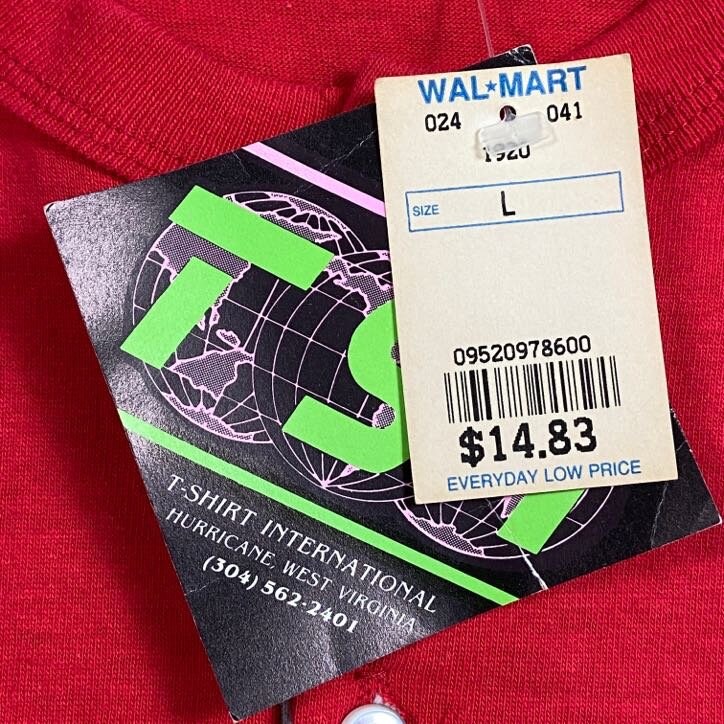 WAL★MART
024 041
1920
SIZE L
09520978600
$14.83
EVERYDAY LOW PRICE
TSI
T-SHIRT INTERNATIONAL
HURRICANE, WEST VIRGINIA
(304) 562-2401